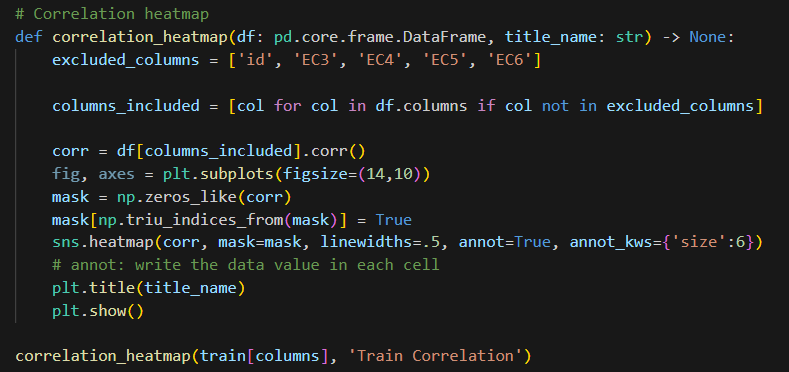 # Correlation heatmap
def correlation_heatmap(df: pd.core.frame.DataFrame, title_name: str) -> None:
    excluded_columns = ['id', 'EC3', 'EC4', 'EC5', 'EC6']

    columns_included = [col for col in df.columns if col not in excluded_columns]

    corr = df[columns_included].corr()
    fig, axes = plt.subplots(figsize=(14,10))
    mask = np.zeros_like(corr)
    mask[np.triu_indices_from(mask)] = True
    sns.heatmap(corr, mask=mask, linewidths=.5, annot=True, annot_kws={'size':6})
    # annot: write the data value in each cell
    plt.title(title_name)
    plt.show()

correlation_heatmap(train[columns], 'Train Correlation')